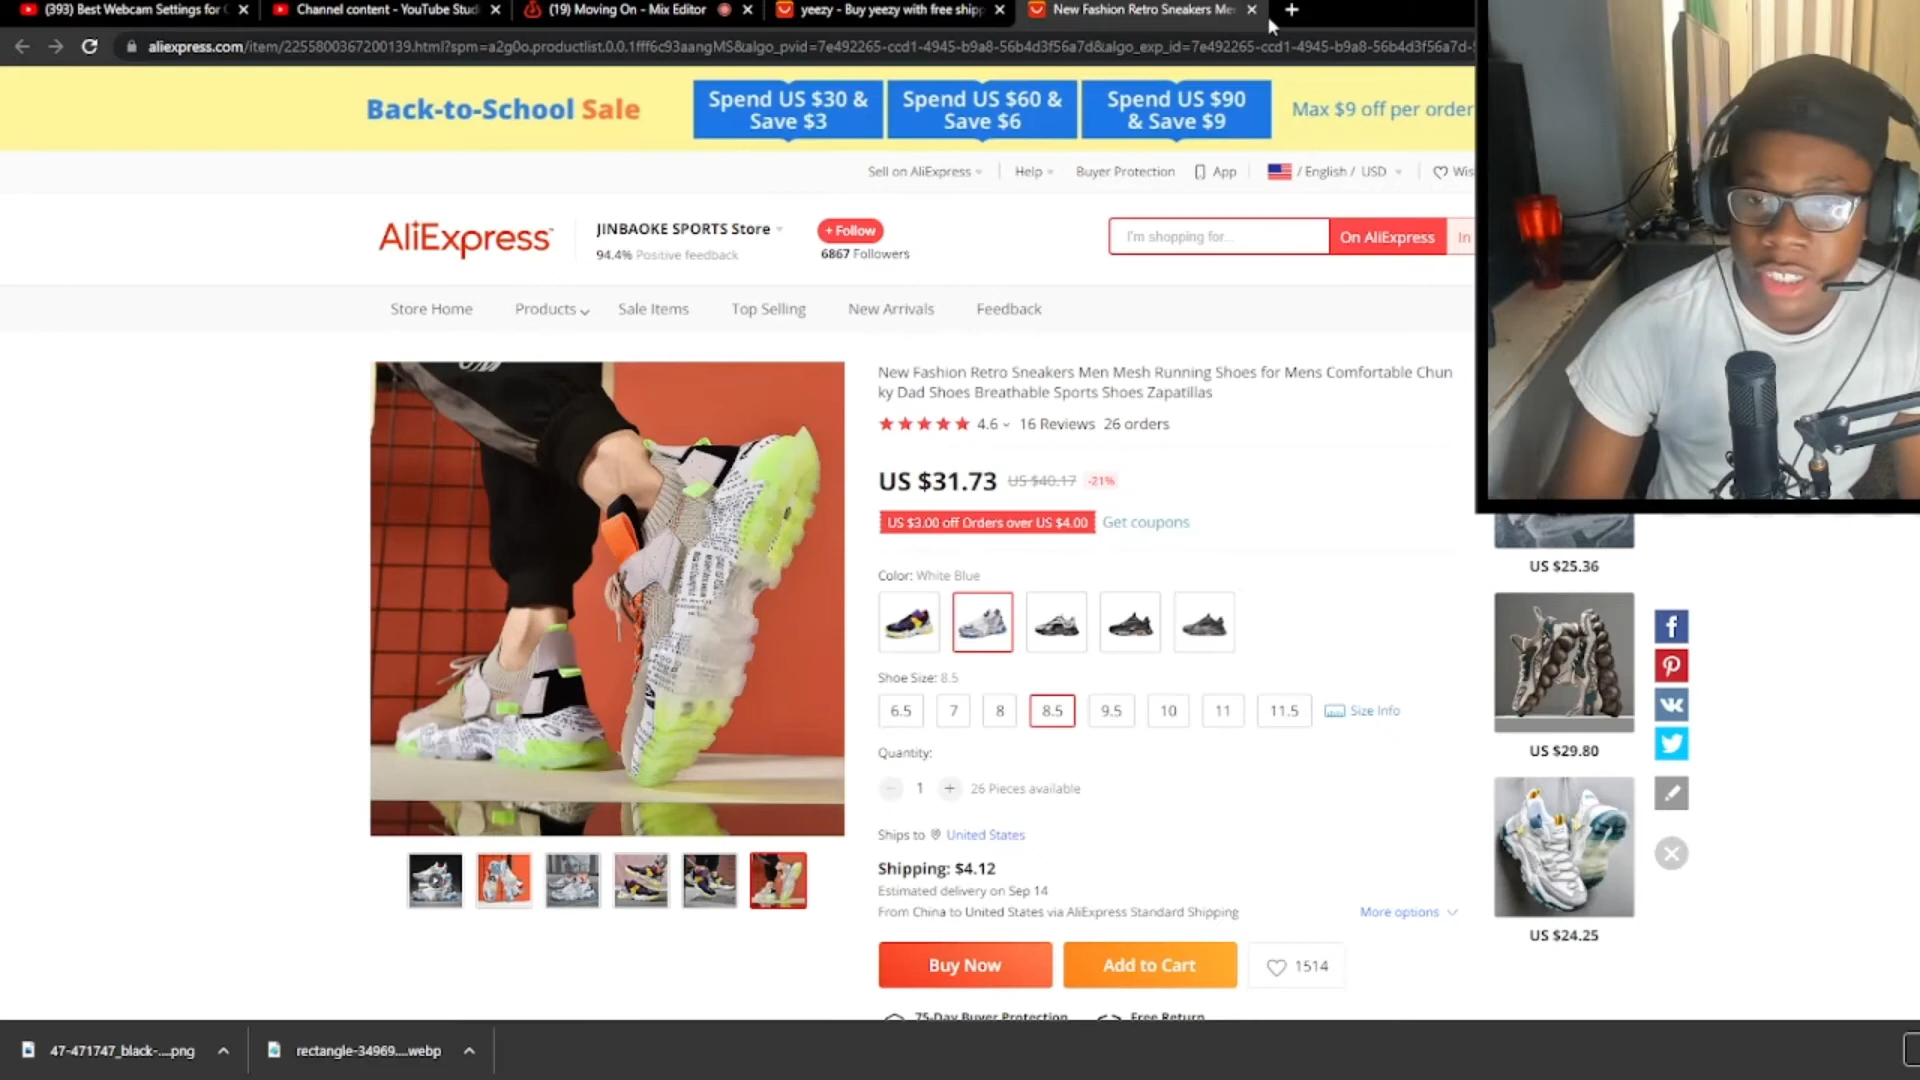 (393) Best Webcam Settings for
Channel content - YouTube Stud
(19) Moving On - Mix Editor
yeezy - Buy yeezy with free shipp
New Fashion Retro Sneakers Me
aliexpress.com/item/2255800367200139.html?spm=a2g0o.productlist.0.0.1fff6c93aangMS&algo_pvid=7e492265-ccd1-4945-b9a8-56b4d3f56a7d&algo_exp_id=7e492265-ccd1-4945-b9a8-56b4d3f56a7d-
Back-to-School Sale
Spend US $30 &
Save $3
Spend US $60 &
Save $6
Spend US $90
& Save $9
Max $9 off per order
Sell on AliExpress
Help
Buyer Protection
App
/ English / USD
Wis
AliExpress
JINBAOKE SPORTS Store
94.4% Positive feedback
+ Follow
6867 Followers
I'm shopping for...
On AliExpress
In
Store Home
Products
Sale Items
Top Selling
New Arrivals
Feedback
New Fashion Retro Sneakers Men Mesh Running Shoes for Mens Comfortable Chun
ky Dad Shoes Breathable Sports Shoes Zapatillas
4.6 16 Reviews 26 orders
US $31.73 US $40.17 -21%
US $3.00 off Orders over US $4.00 Get coupons
Color: White Blue
Shoe Size: 8.5
6.5 7 8 8.5 9.5 10 11 11.5 Size Info
Quantity:
1 + 26 Pieces available
Ships to United States
Shipping: $4.12
Estimated delivery on Sep 14
From China to United States via AliExpress Standard Shipping
More options
Buy Now
Add to Cart
1514
75-Day Buyer Protection
Free Return
US $25.36
US $29.80
US $24.25
47-471747_black-....png
rectangle-34969....webp